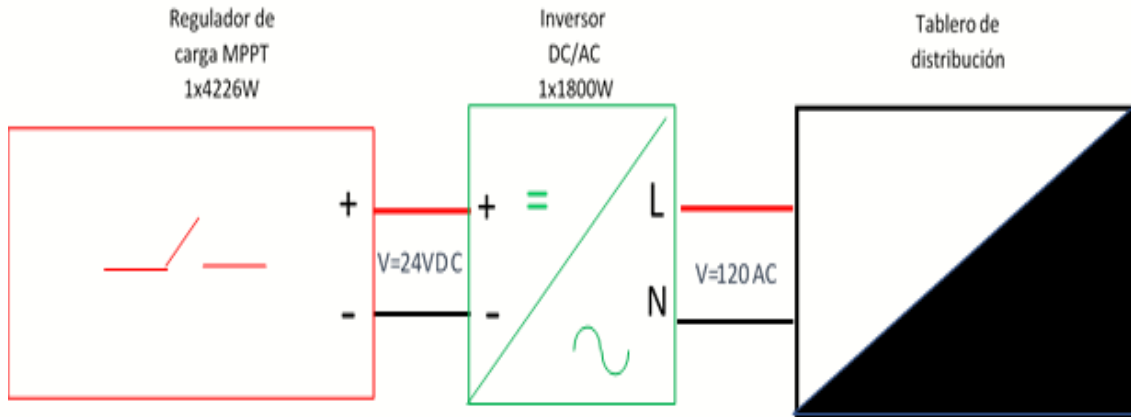 Regulador de
carga MPPT
1x4226W
Inversor
DC/AC
1x1800W
Tablero de
distribución
+
-
V=24VDC
+
-
=
L
N
V=120 AC